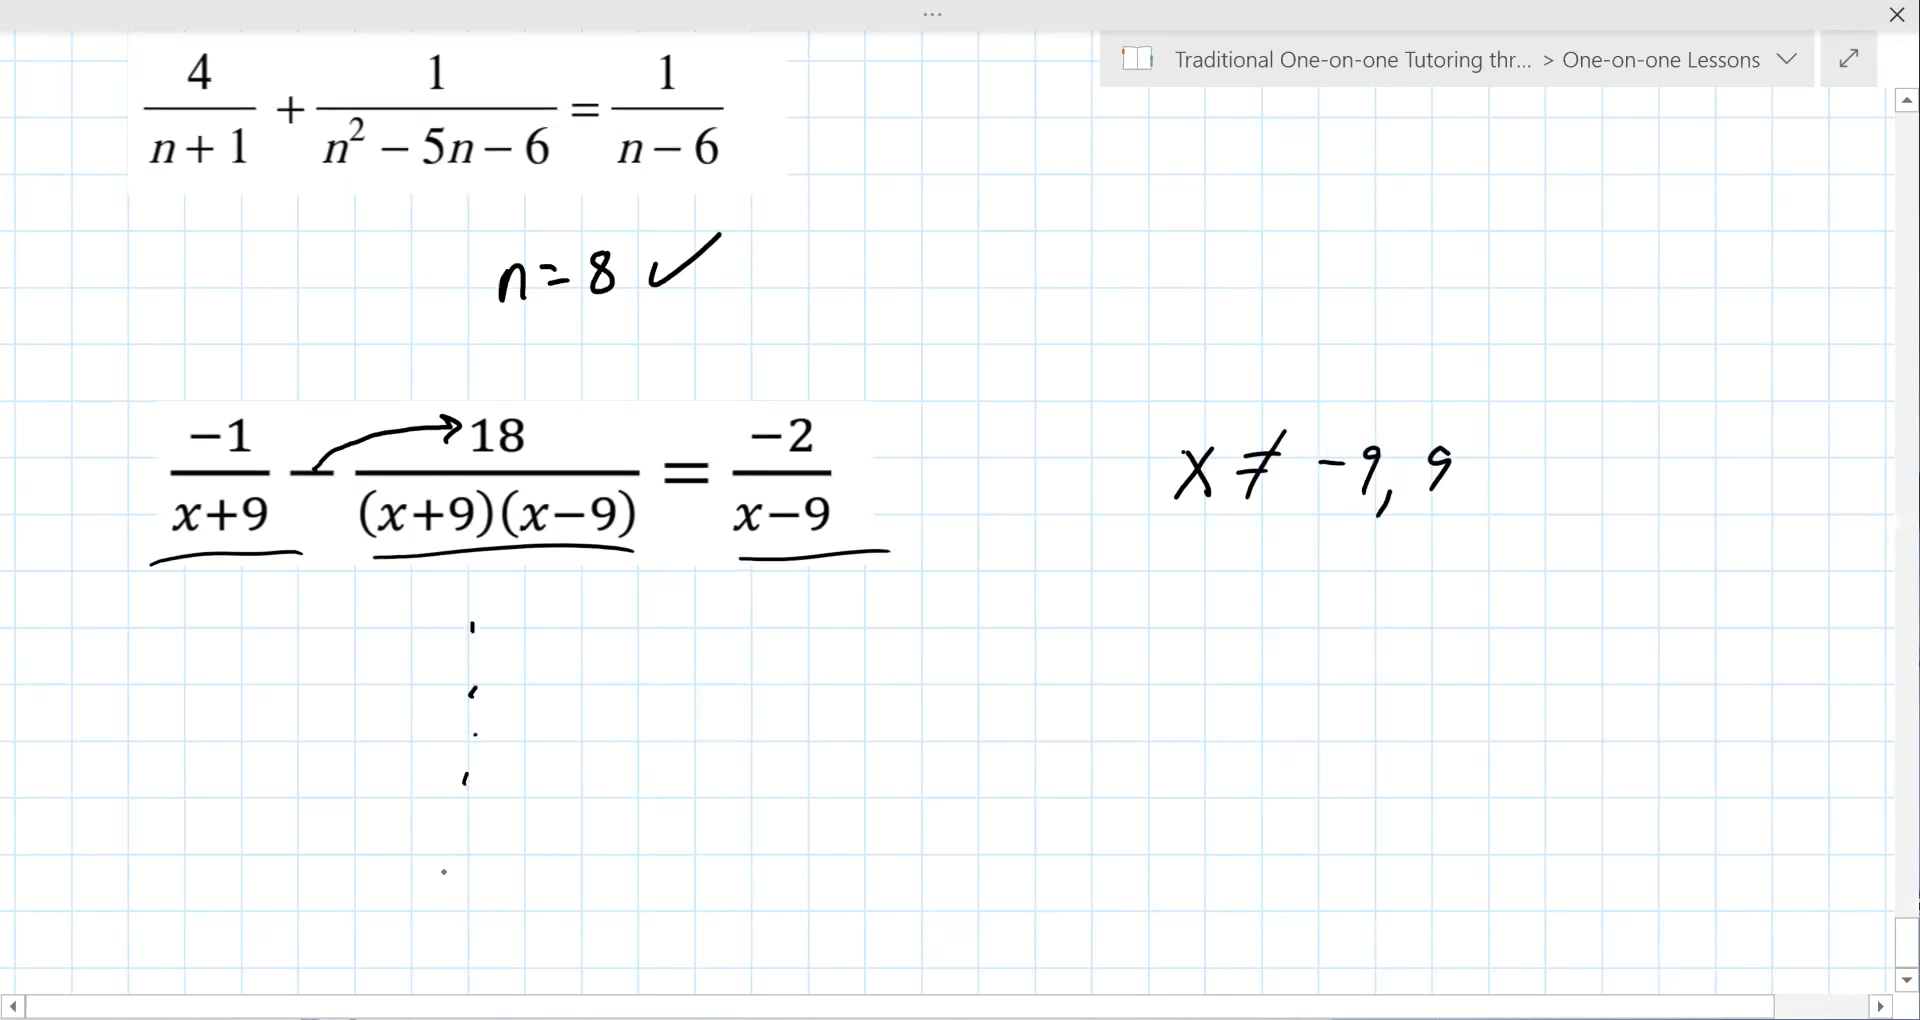 Traditional One-on-one Tutoring thr... > One-on-one Lessons
4/(n + 1) + 1/(n² − 5n − 6) = 1/(n − 6)
n = 8 ✓
−1/(x+9) − 18/((x+9)(x−9)) = −2/(x−9)
x ≠ −9, 9